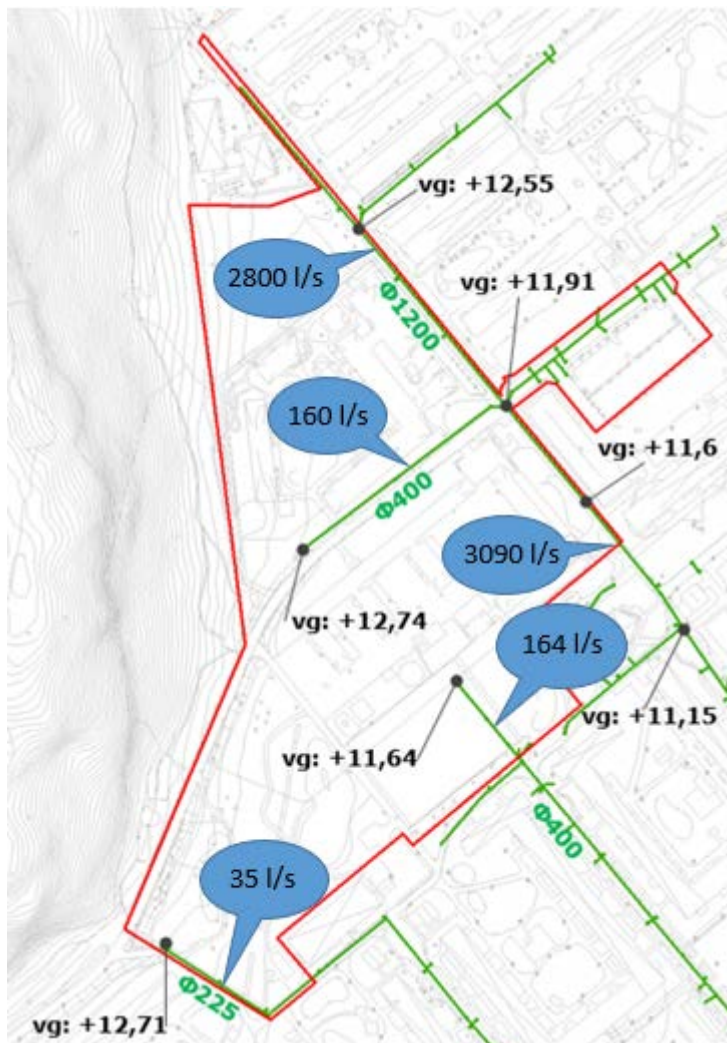 vg: +12,55
2800 l/s
vg: +11,91
Φ1200
160 l/s
Φ400
vg: +11,6
3090 l/s
vg: +12,74
164 l/s
vg: +11,15
vg: +11,64
Φ400
35 l/s
Φ225
vg: +12,71